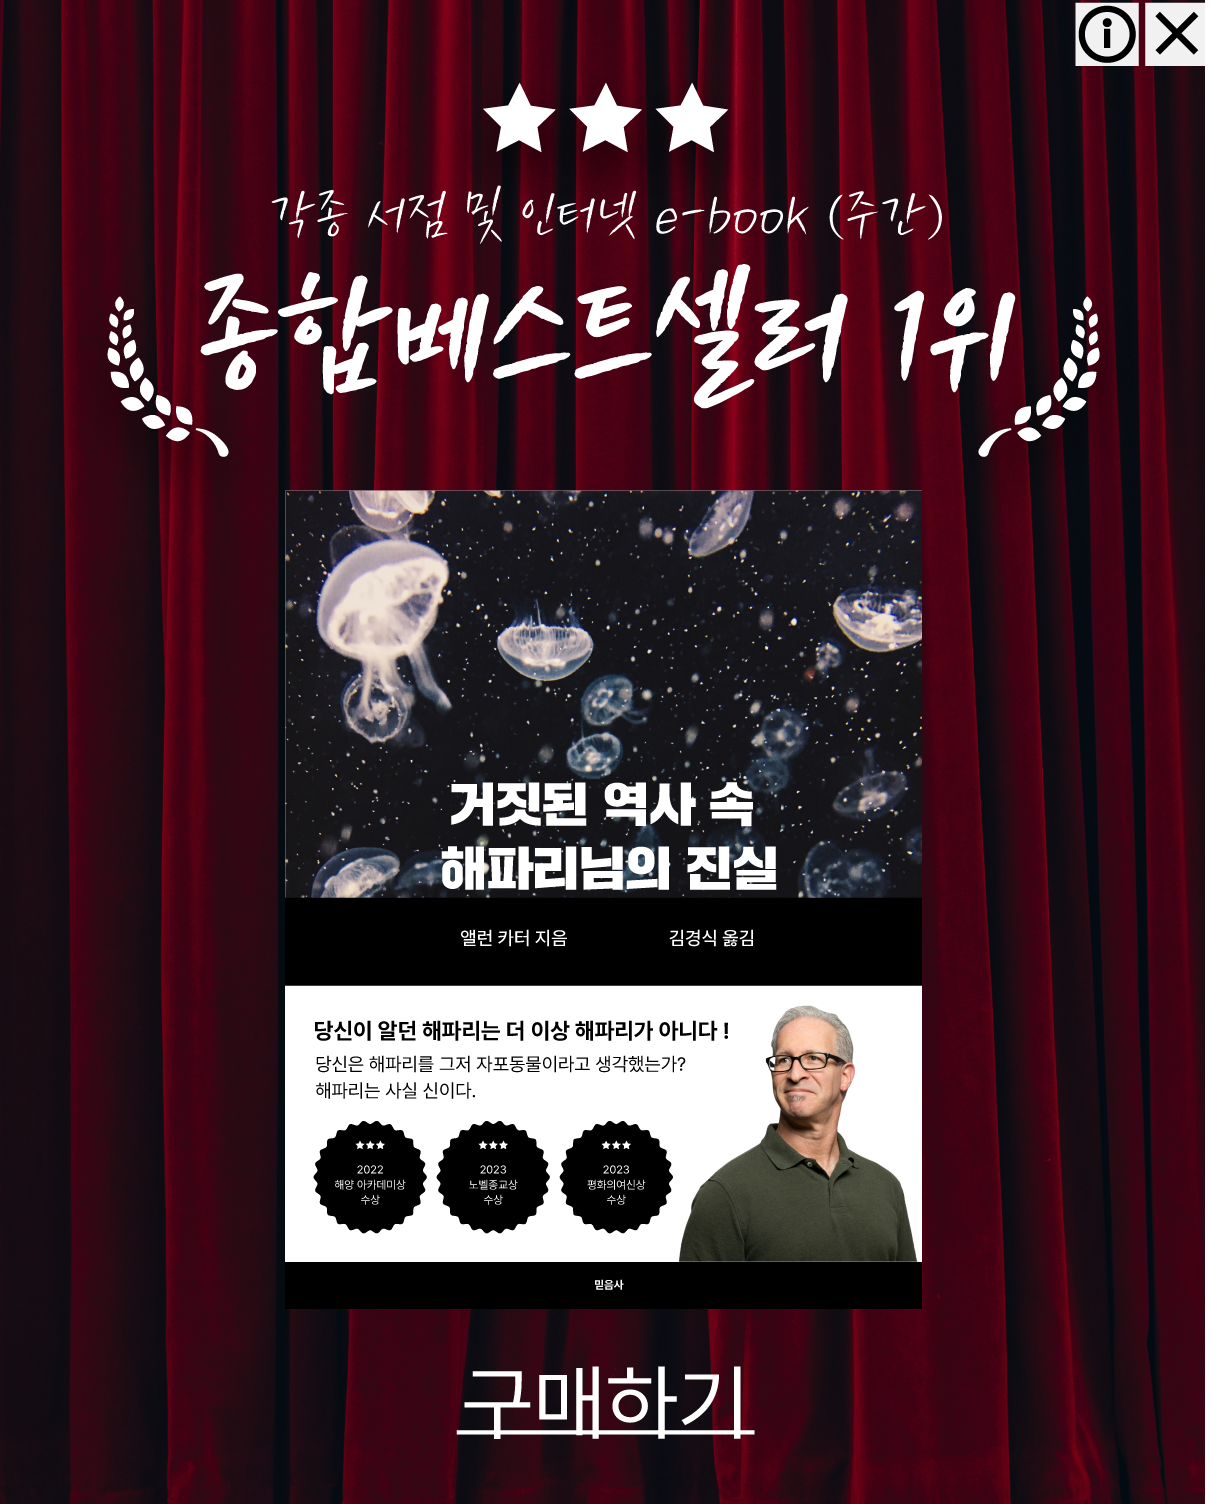 각종 서점 및 인터넷 e-book (주간)
종합베스트셀러 1위
거짓된 역사 속
해파리님의 진실
앨런 카터 지음 김경식 옮김
당신이 알던 해파리는 더 이상 해파리가 아니다 !
당신은 해파리를 그저 자포동물이라고 생각했는가?
해파리는 사실 신이다.
2022
해양 아카데미상
수상
2023
노벨종교상
수상
2023
평화의여신상
수상
믿음사
구매하기